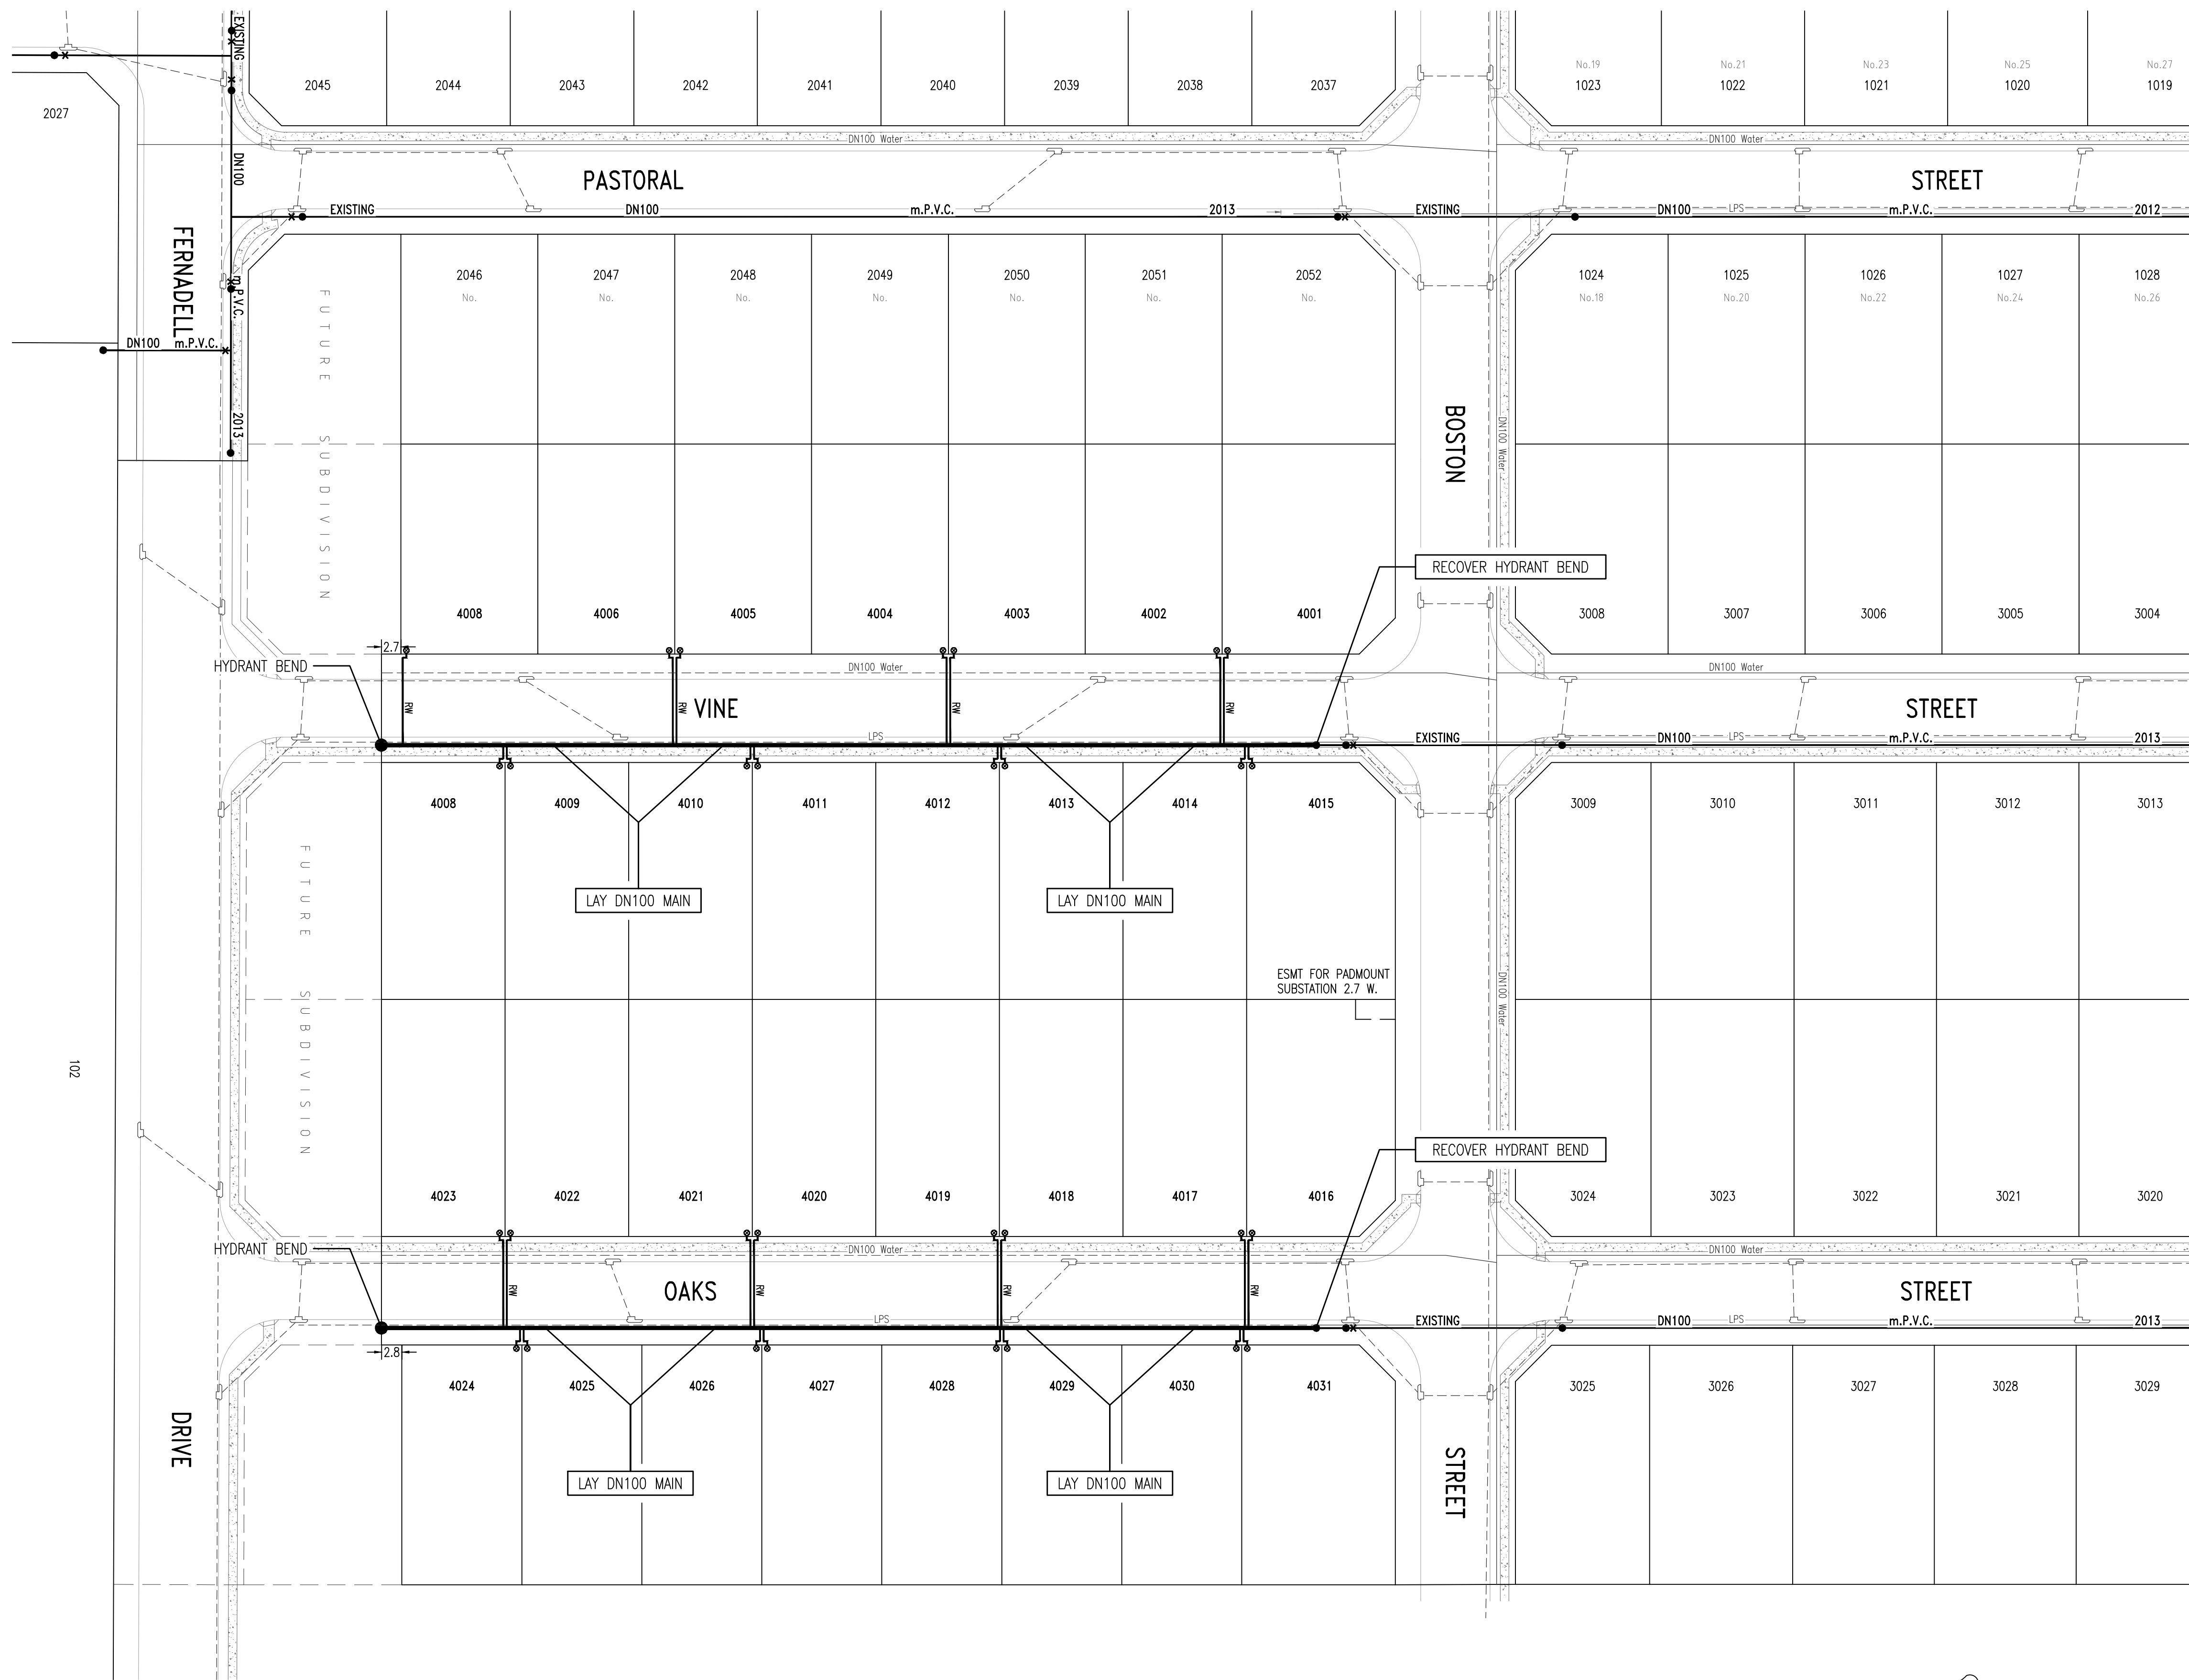 EXISTING
2045
2044
2043
2042
2041
2040
2039
2038
2037
No.19
No.21
No.23
No.25
No.27
1023
1022
1021
1020
1019
2027
DN100 Water
DN100 Water
DN100
PASTORAL
STREET
EXISTING
DN100
m.P.V.C.
2013
EXISTING
DN100
LPS
m.P.V.C.
2012
FERNADELL
m.P.V.C.
2046
2047
2048
2049
2050
2051
2052
1024
1025
1026
1027
1028
No.
No.
No.
No.
No.
No.
No.
No.18
No.20
No.22
No.24
No.26
DN100 m.P.V.C.
FUTURE SUBDIVISION
2013
BOSTON
DN100 Water
RECOVER HYDRANT BEND
4008
4006
4005
4004
4003
4002
4001
3008
3007
3006
3005
3004
2.7
HYDRANT BEND
DN100 Water
DN100 Water
RW
RW
RW
RW
VINE
STREET
LPS
EXISTING
DN100
LPS
m.P.V.C.
2013
4008
4009
4010
4011
4012
4013
4014
4015
3009
3010
3011
3012
3013
FUTURE SUBDIVISION
LAY DN100 MAIN
LAY DN100 MAIN
ESMT FOR PADMOUNT
SUBSTATION 2.7 W.
DN100 Water
102
RECOVER HYDRANT BEND
4023
4022
4021
4020
4019
4018
4017
4016
3024
3023
3022
3021
3020
HYDRANT BEND
DN100 Water
DN100 Water
RW
RW
RW
RW
OAKS
STREET
LPS
EXISTING
DN100
LPS
m.P.V.C.
2013
2.8
4024
4025
4026
4027
4028
4029
4030
4031
3025
3026
3027
3028
3029
DRIVE
STREET
LAY DN100 MAIN
LAY DN100 MAIN